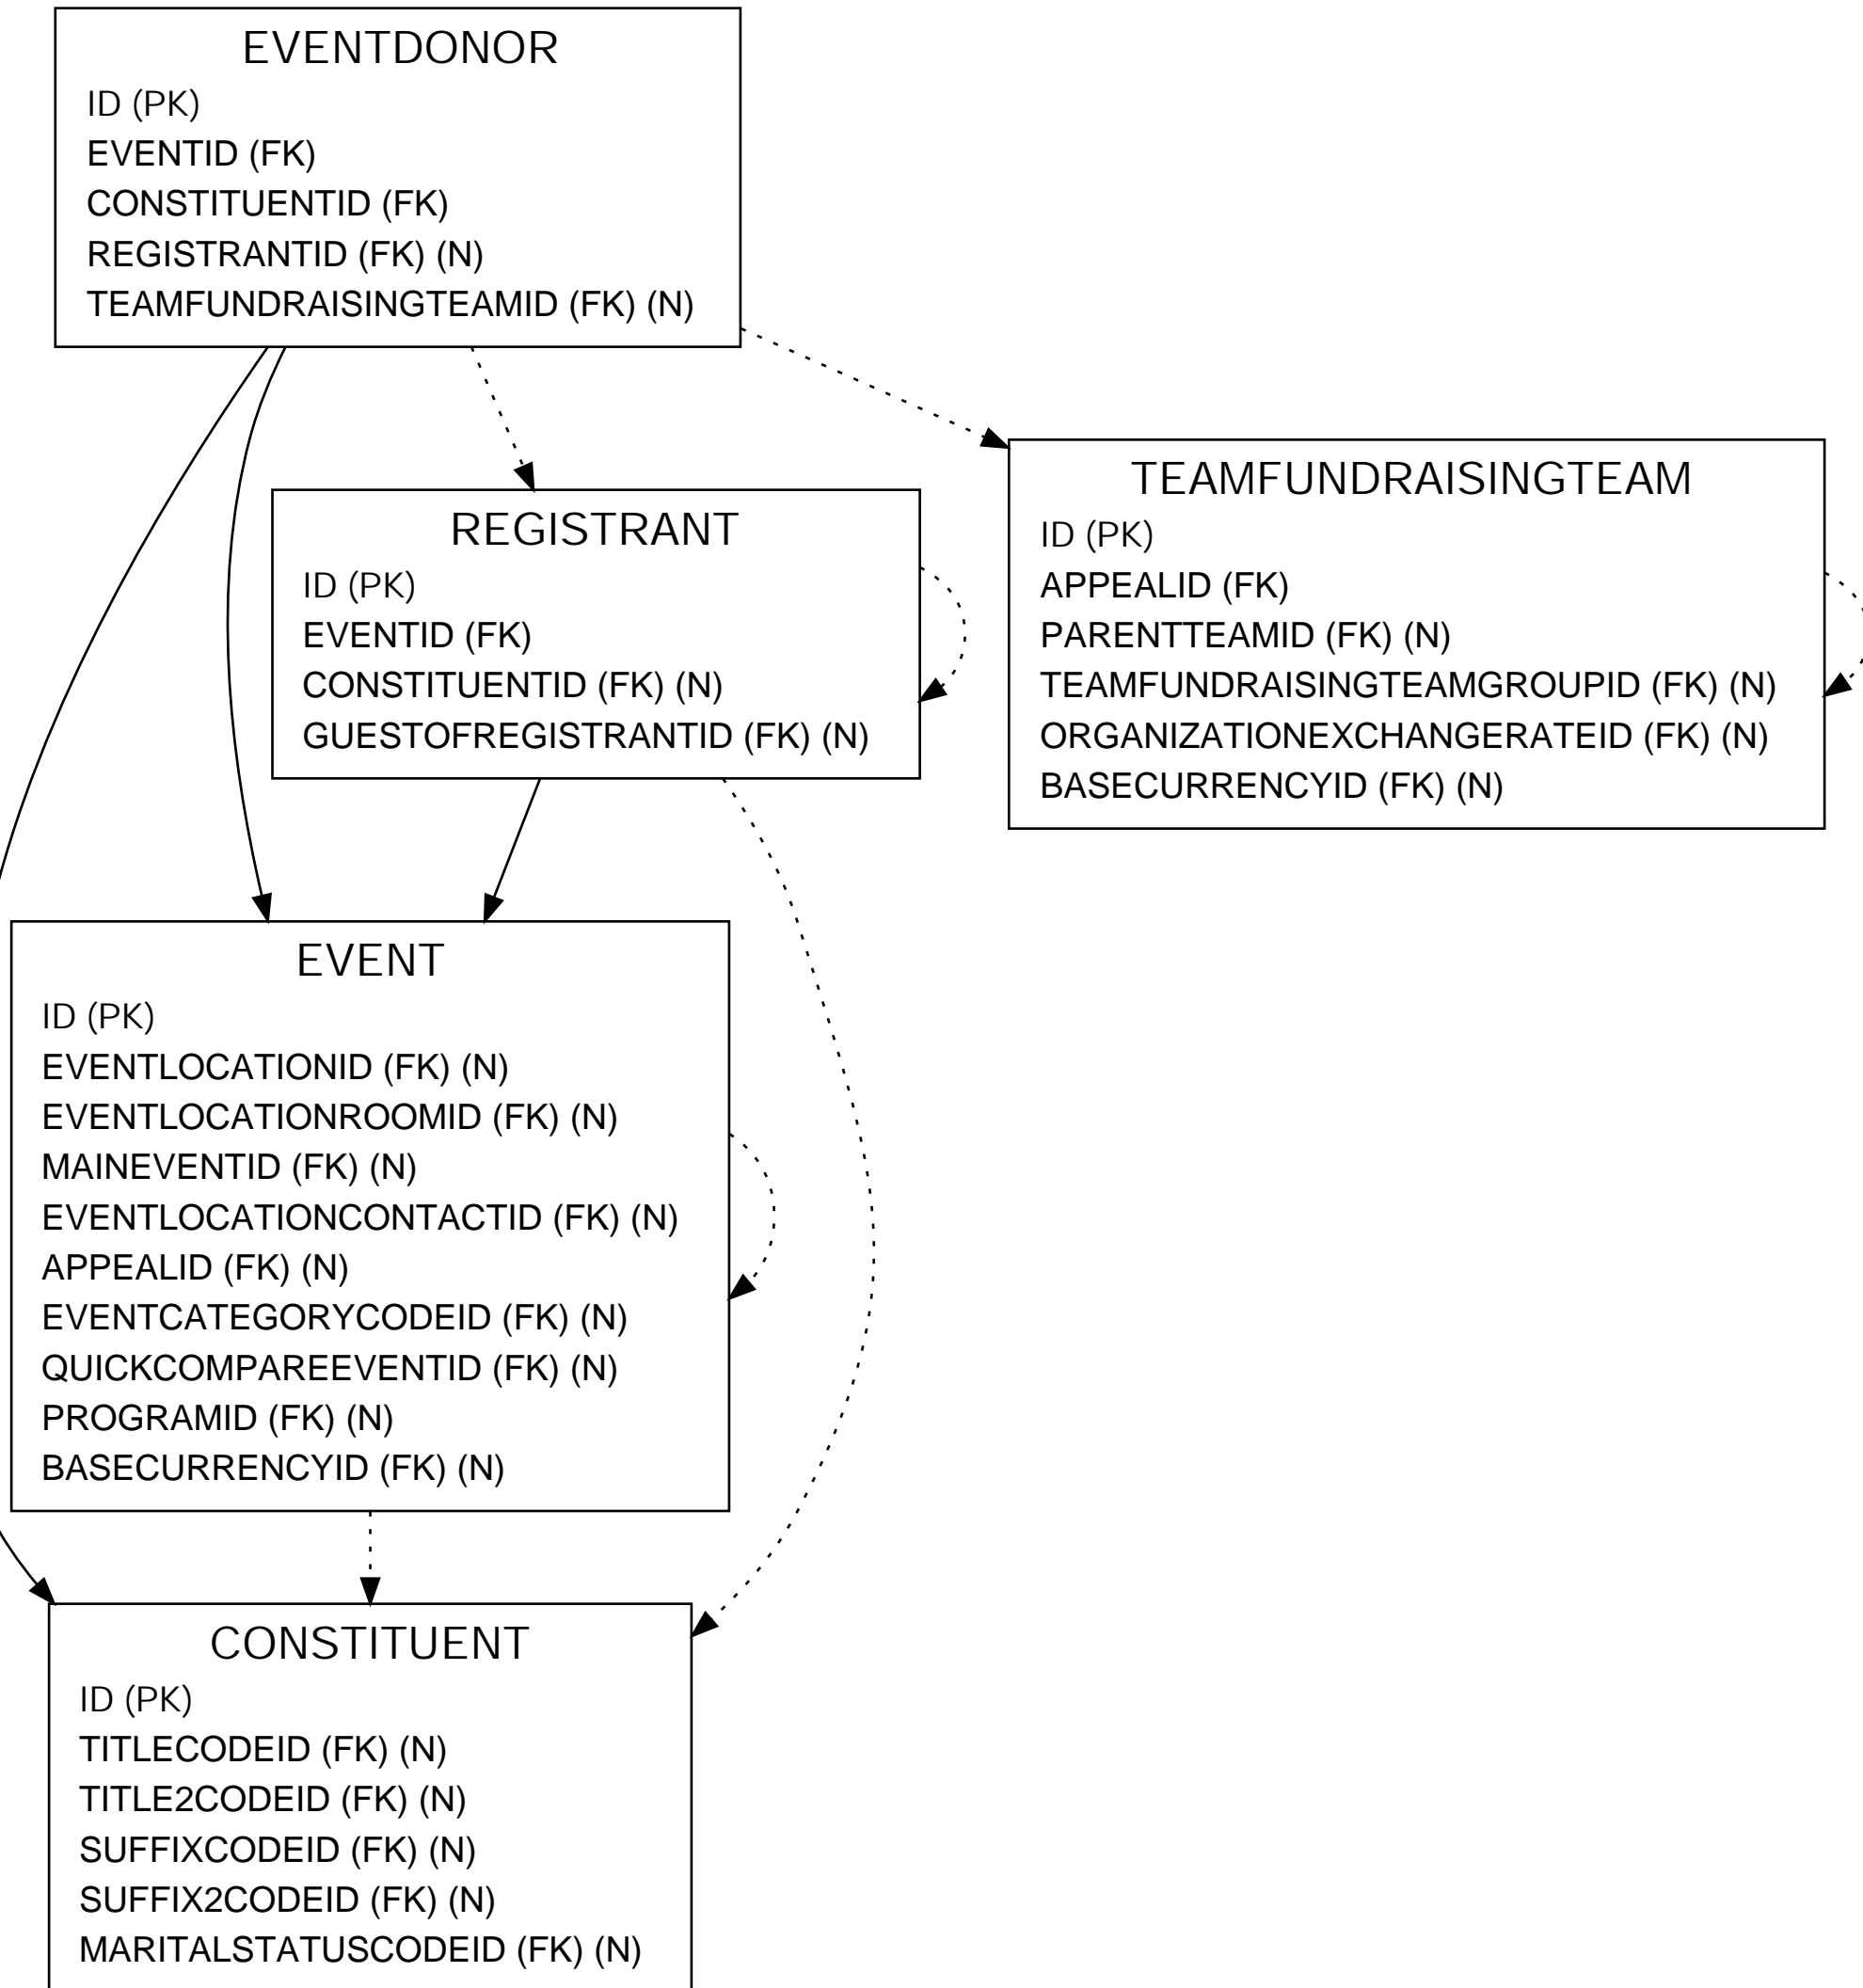 EVENTDONOR
ID (PK)
EVENTID (FK)
CONSTITUENTID (FK)
REGISTRANTID (FK) (N)
TEAMFUNDRAISINGTEAMID (FK) (N)
TEAMFUNDRAISINGTEAM
ID (PK)
APPEALID (FK)
PARENTTEAMID (FK) (N)
TEAMFUNDRAISINGTEAMGROUPID (FK) (N)
ORGANIZATIONEXCHANGERATEID (FK) (N)
BASECURRENCYID (FK) (N)
REGISTRANT
ID (PK)
EVENTID (FK)
CONSTITUENTID (FK) (N)
GUESTOFREGISTRANTID (FK) (N)
EVENT
ID (PK)
EVENTLOCATIONID (FK) (N)
EVENTLOCATIONROOMID (FK) (N)
MAINEVENTID (FK) (N)
EVENTLOCATIONCONTACTID (FK) (N)
APPEALID (FK) (N)
EVENTCATEGORYCODEID (FK) (N)
QUICKCOMPAREEVENTID (FK) (N)
PROGRAMID (FK) (N)
BASECURRENCYID (FK) (N)
CONSTITUENT
ID (PK)
TITLECODEID (FK) (N)
TITLE2CODEID (FK) (N)
SUFFIXCODEID (FK) (N)
SUFFIX2CODEID (FK) (N)
MARITALSTATUSCODEID (FK) (N)